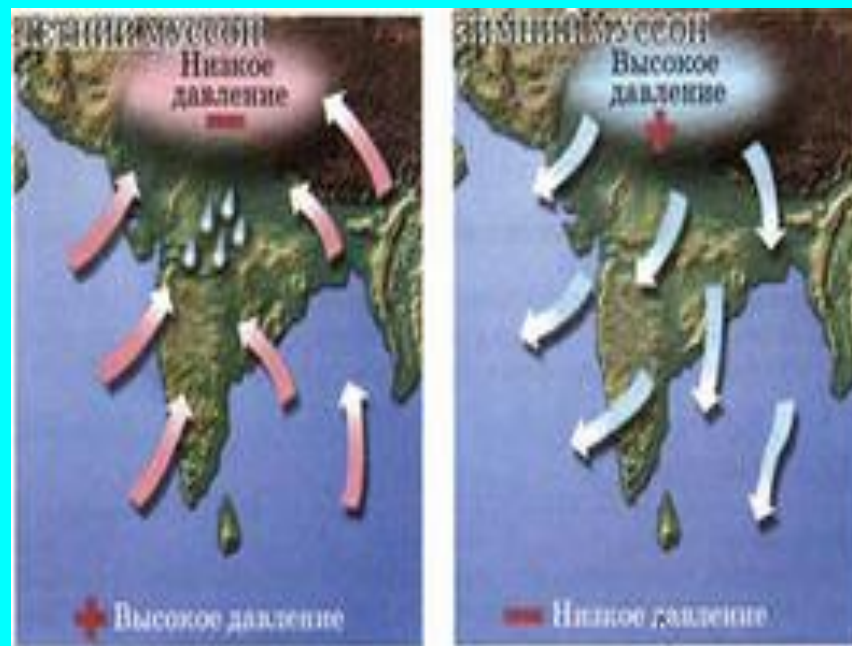 ЛЕТНИЙ МУССОН
Низкое
давление
Высокое давление
ЗИМНИЙ МУССОН
Высокое
давление
Низкое давление